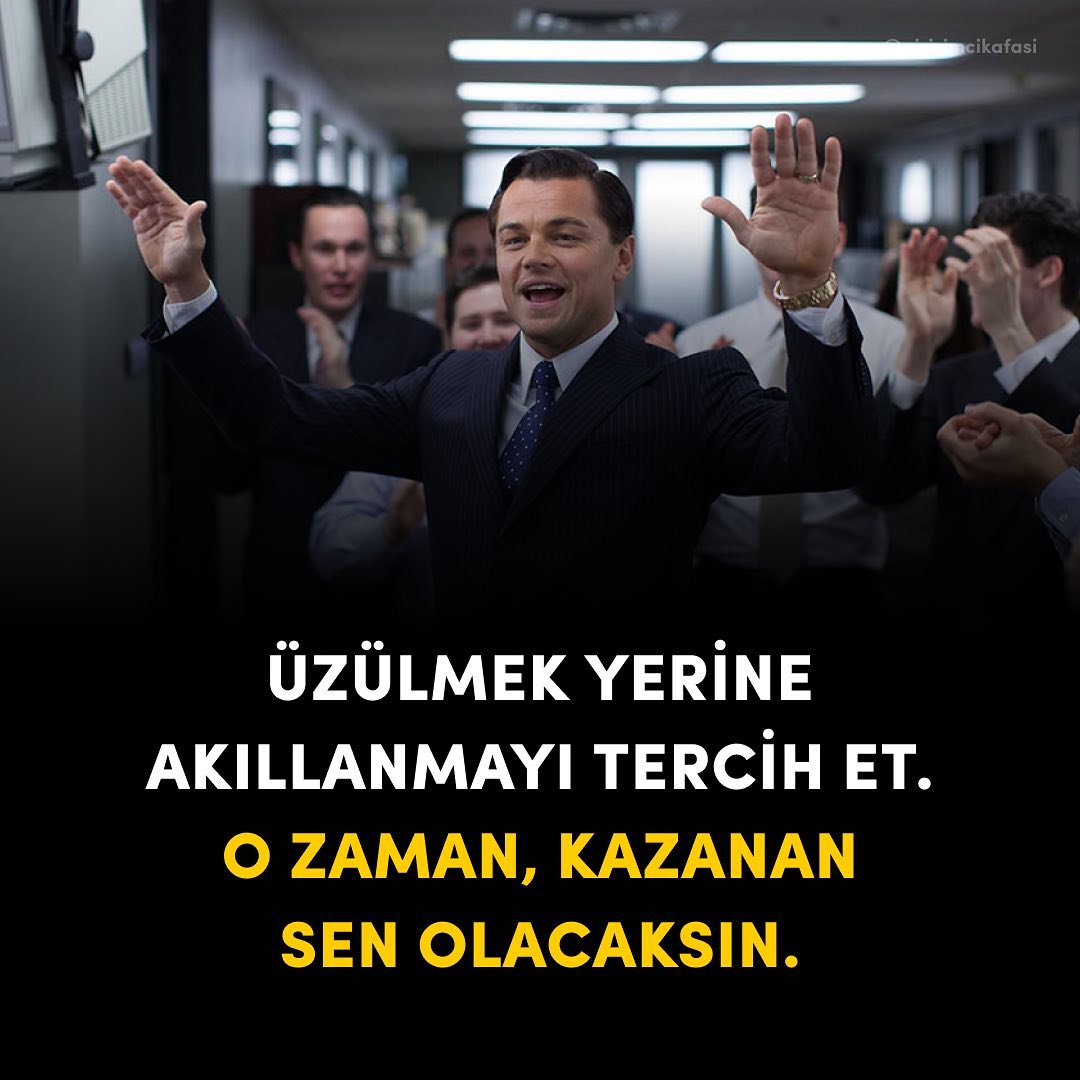 ÜZÜLMEK YERİNE
AKILLANMAYI TERCİH ET.
O ZAMAN, KAZANAN
SEN OLACAKSIN.